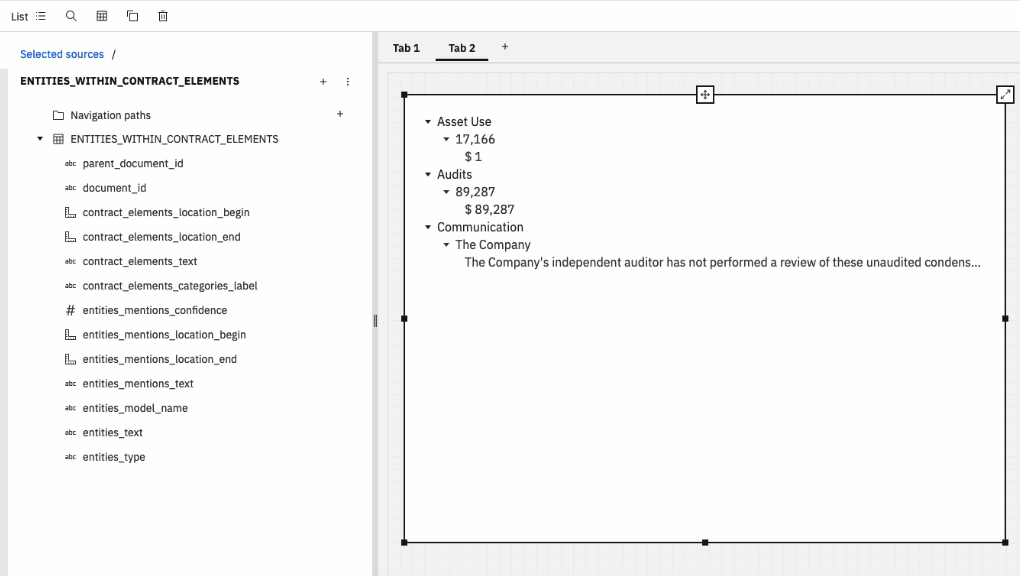 List
Selected sources /
ENTITIES_WITHIN_CONTRACT_ELEMENTS
Navigation paths
ENTITIES_WITHIN_CONTRACT_ELEMENTS
abc parent_document_id
abc document_id
contract_elements_location_begin
contract_elements_location_end
abc contract_elements_text
abc contract_elements_categories_label
# entities_mentions_confidence
entities_mentions_location_begin
entities_mentions_location_end
abc entities_mentions_text
abc entities_model_name
abc entities_text
abc entities_type
Tab 1 Tab 2 +
Asset Use
17,166
$ 1
Audits
89,287
$ 89,287
Communication
The Company
The Company's independent auditor has not performed a review of these unaudited condens...